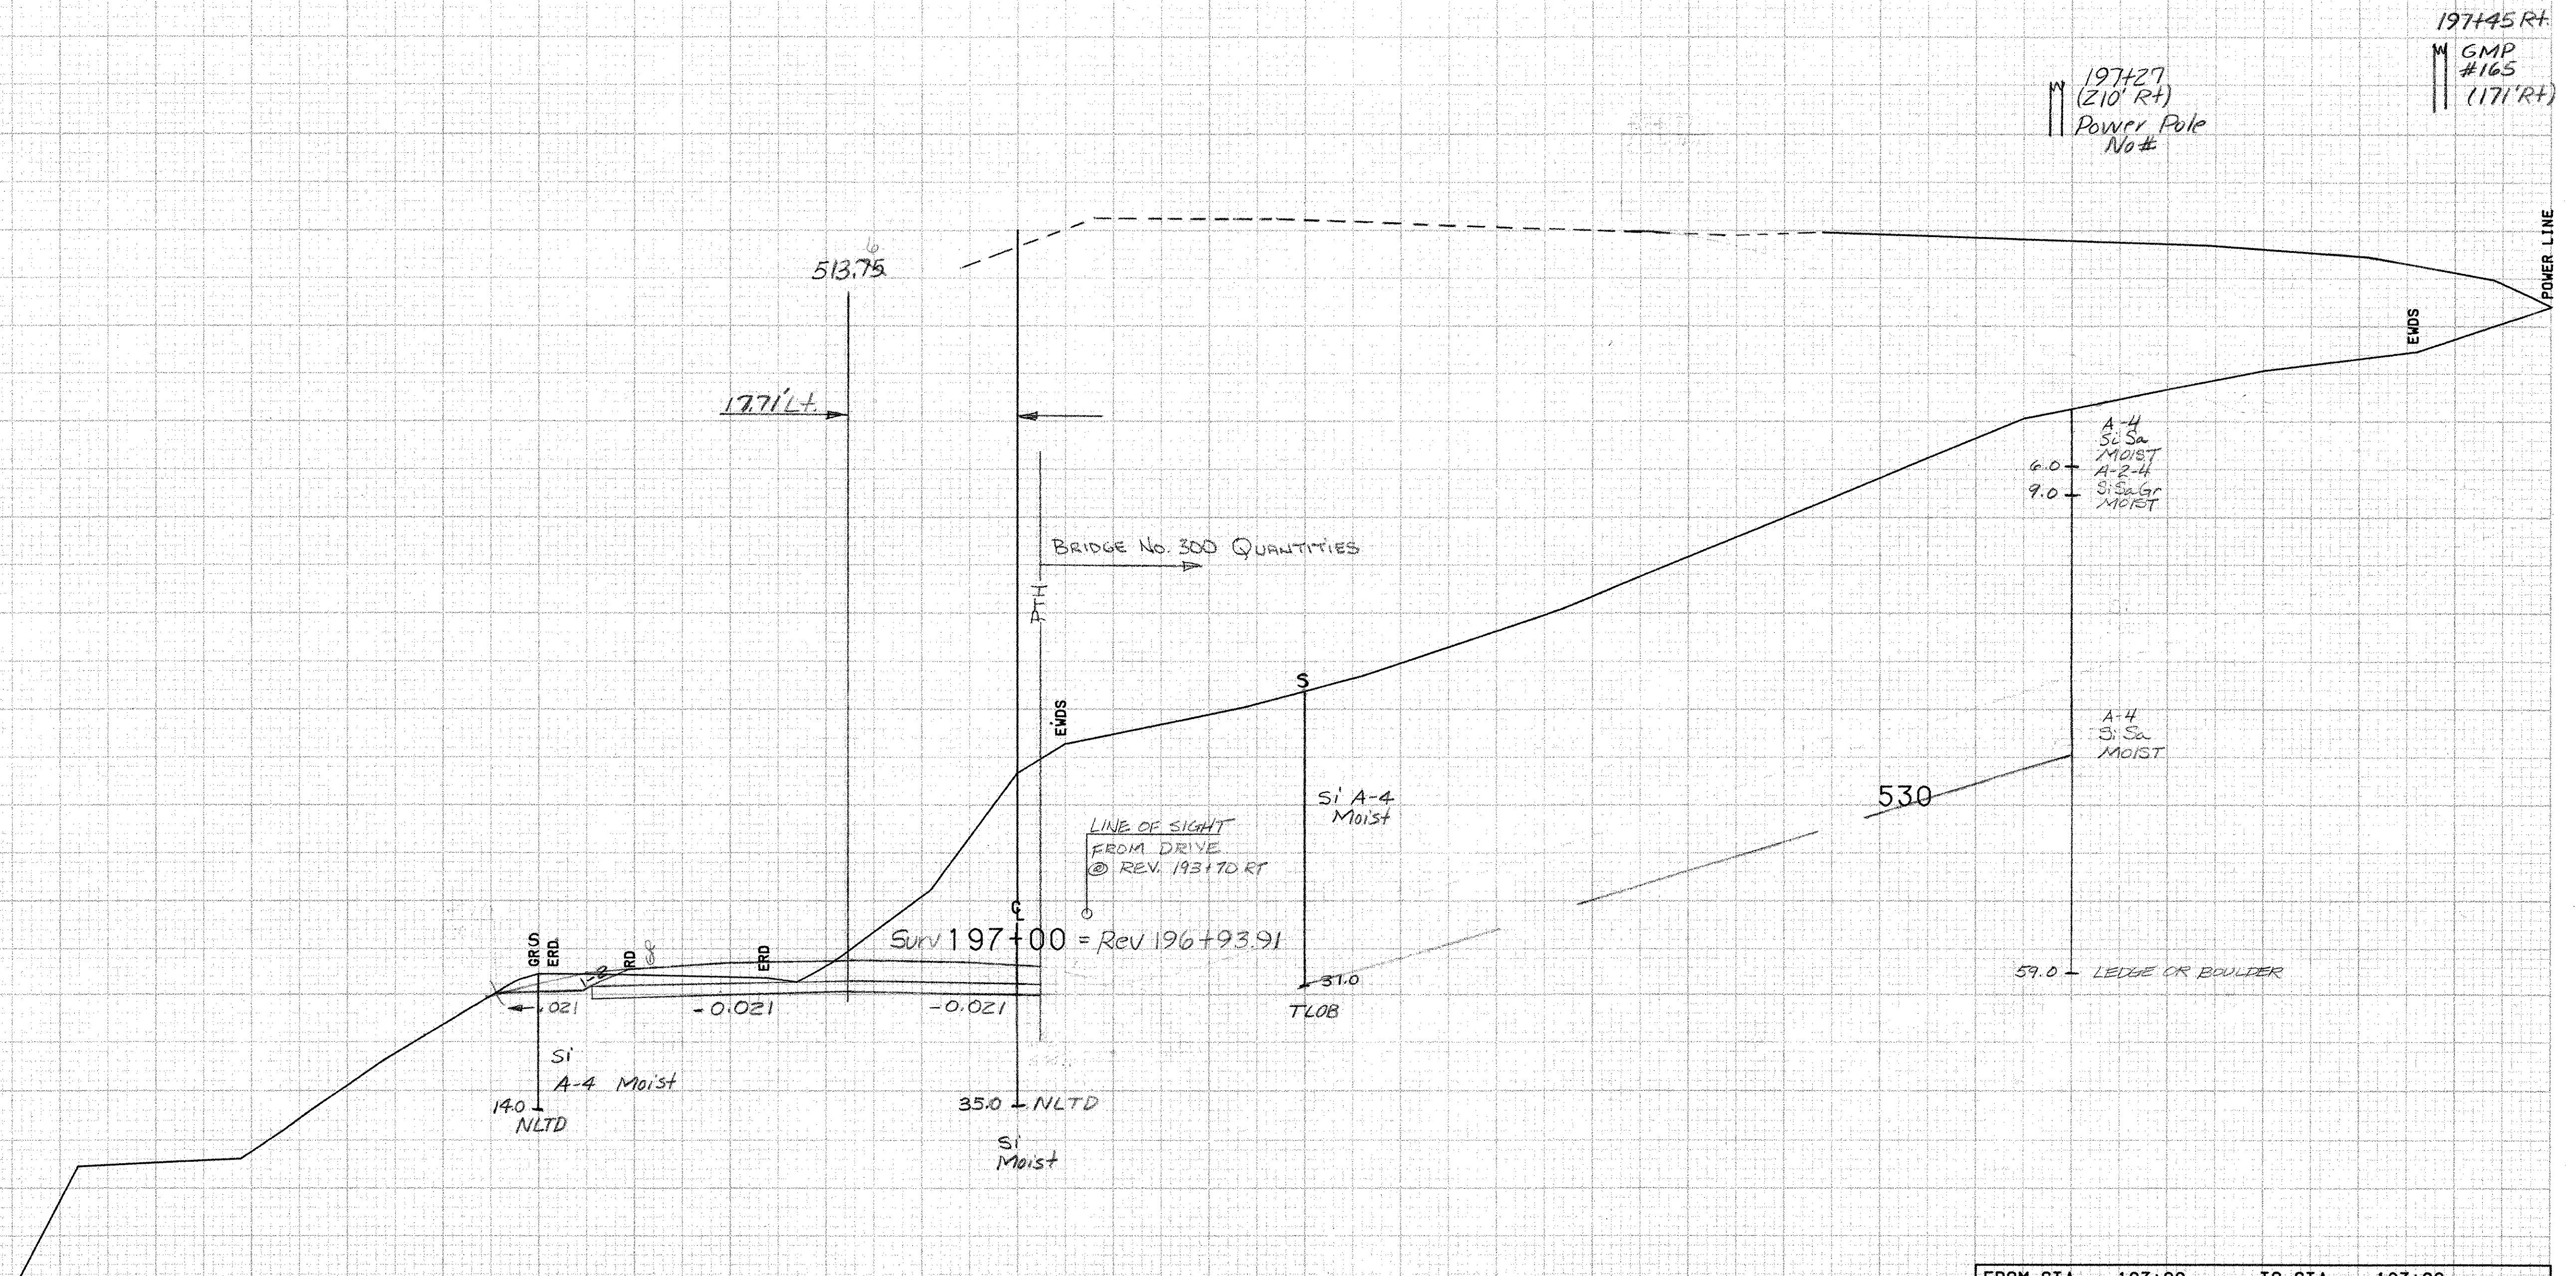 197+45 Rt.
GMP
#165
(171' Rt)
197+27
(210' Rt)
Power Pole
No #
POWER LINE
513.75
6
17.71' Lt.
EWDS
A-4
Si Sa
MOIST
6.0
A-2-4
9.0
SiSaGr
MOIST
BRIDGE No. 300 QUANTITIES
S
EWDS
A-4
Si Sa
MOIST
530
Si A-4
Moist
LINE OF SIGHT
FROM DRIVE
@ REV. 193+70 RT
Surv 197+00 = Rev 196+93.91
GRS
ERD
RD
ERD
31.0
TLOB
59.0 LEDGE OR BOULDER
.021
-0.021
-0.021
Si
A-4 Moist
14.0
NLTD
35.0 NLTD
Si
Moist